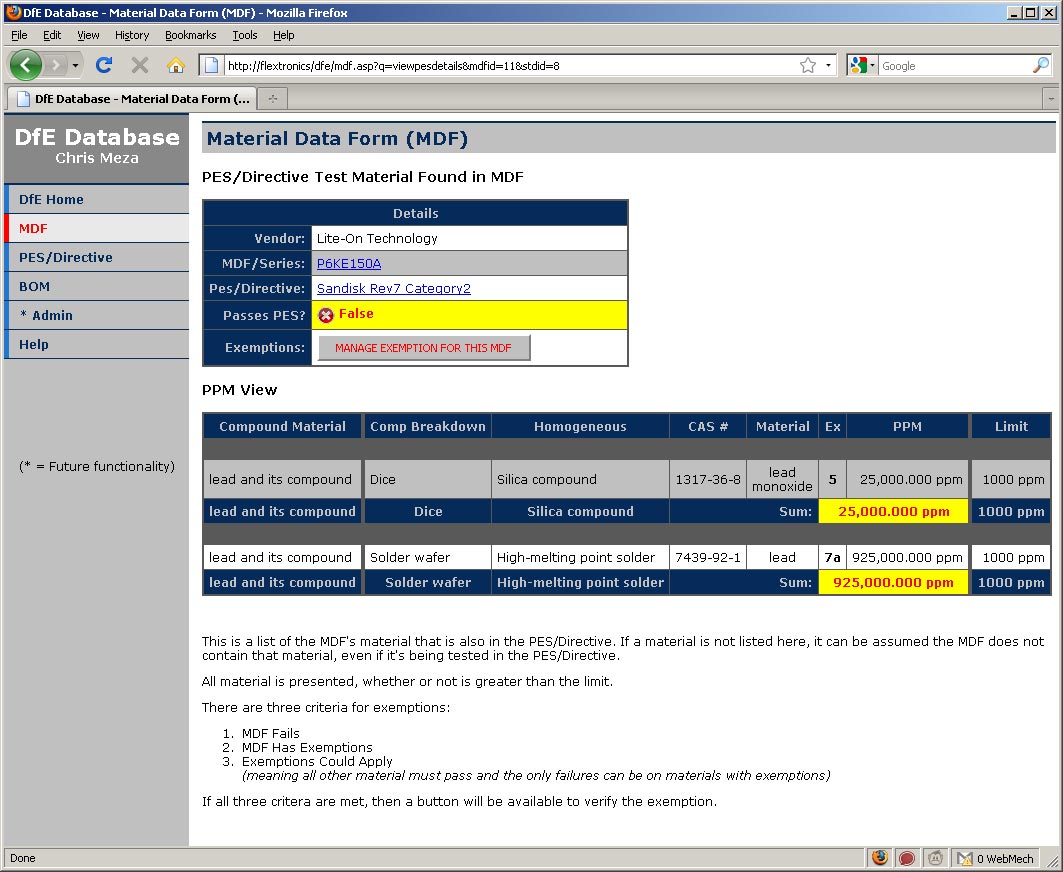 DfE Database - Material Data Form (MDF) - Mozilla Firefox
File Edit View History Bookmarks Tools Help
http://flextronics/dfe/mdf.asp?q=viewpesdetails&mdfid=11&stdid=8
Google
DfE Database - Material Data Form (...
DfE Database
Chris Meza
DfE Home
MDF
PES/Directive
BOM
* Admin
Help
(* = Future functionality)
Material Data Form (MDF)
PES/Directive Test Material Found in MDF
Details
Vendor: Lite-On Technology
MDF/Series: P6KE150A
Pes/Directive: Sandisk Rev7 Category2
Passes PES? False
Exemptions: MANAGE EXEMPTION FOR THIS MDF
PPM View
Compound Material Comp Breakdown Homogeneous CAS # Material Ex PPM Limit
lead and its compound Dice Silica compound 1317-36-8 lead monoxide 5 25,000.000 ppm 1000 ppm
lead and its compound Dice Silica compound Sum: 25,000.000 ppm 1000 ppm
lead and its compound Solder wafer High-melting point solder 7439-92-1 lead 7a 925,000.000 ppm 1000 ppm
lead and its compound Solder wafer High-melting point solder Sum: 925,000.000 ppm 1000 ppm
This is a list of the MDF's material that is also in the PES/Directive. If a material is not listed here, it can be assumed the MDF does not
contain that material, even if it's being tested in the PES/Directive.
All material is presented, whether or not is greater than the limit.
There are three criteria for exemptions:
1. MDF Fails
2. MDF Has Exemptions
3. Exemptions Could Apply
(meaning all other material must pass and the only failures can be on materials with exemptions)
If all three critera are met, then a button will be available to verify the exemption.
Done
0 WebMech